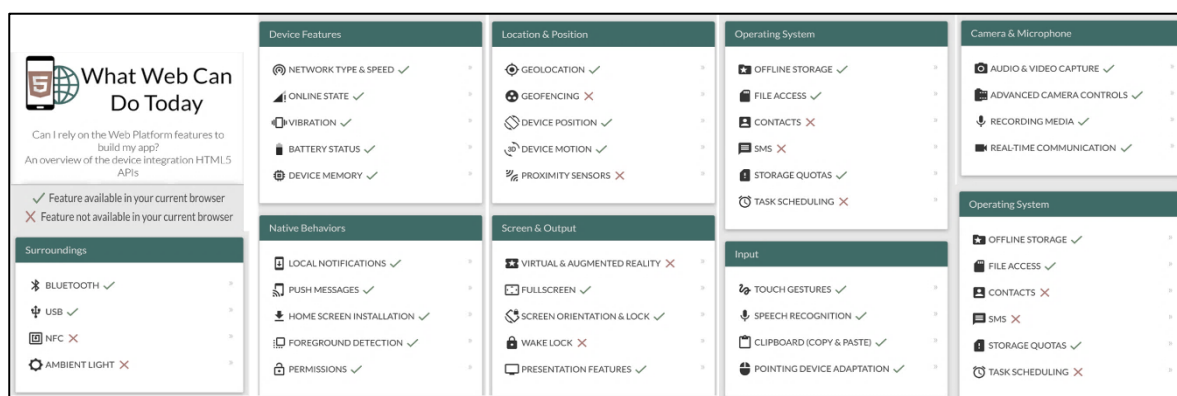 What Web Can
Do Today
Can I rely on the Web Platform features to
build my app?
An overview of the device integration HTML5
APIs
Feature available in your current browser
Feature not available in your current browser
Surroundings
BLUETOOTH
USB
NFC
AMBIENT LIGHT
Device Features
NETWORK TYPE & SPEED
ONLINE STATE
VIBRATION
BATTERY STATUS
DEVICE MEMORY
Native Behaviors
LOCAL NOTIFICATIONS
PUSH MESSAGES
HOME SCREEN INSTALLATION
FOREGROUND DETECTION
PERMISSIONS
Location & Position
GEOLOCATION
GEOFENCING
DEVICE POSITION
3D DEVICE MOTION
PROXIMITY SENSORS
Screen & Output
VIRTUAL & AUGMENTED REALITY
FULLSCREEN
SCREEN ORIENTATION & LOCK
WAKE LOCK
PRESENTATION FEATURES
Operating System
OFFLINE STORAGE
FILE ACCESS
CONTACTS
SMS
STORAGE QUOTAS
TASK SCHEDULING
Input
TOUCH GESTURES
SPEECH RECOGNITION
CLIPBOARD (COPY & PASTE)
POINTING DEVICE ADAPTATION
Camera & Microphone
AUDIO & VIDEO CAPTURE
ADVANCED CAMERA CONTROLS
RECORDING MEDIA
REAL-TIME COMMUNICATION
Operating System
OFFLINE STORAGE
FILE ACCESS
CONTACTS
SMS
STORAGE QUOTAS
TASK SCHEDULING